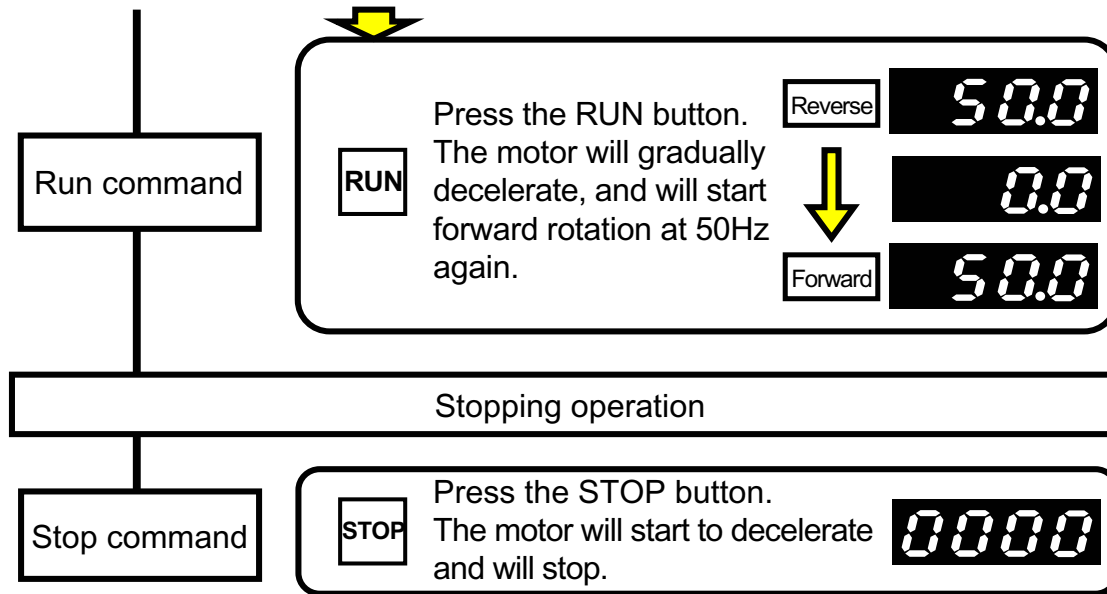 Run command
RUN
Press the RUN button.
The motor will gradually
decelerate, and will start
forward rotation at 50Hz
again.
Reverse
50.0
0.0
Forward
50.0
Stopping operation
Stop command
STOP
Press the STOP button.
The motor will start to decelerate
and will stop.
0000